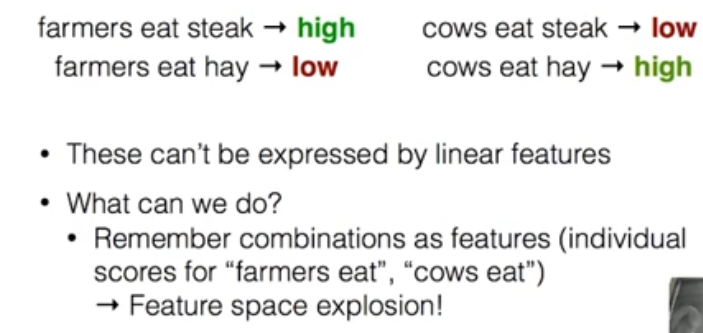 farmers eat steak → high cows eat steak → low
farmers eat hay → low cows eat hay → high
• These can't be expressed by linear features
• What can we do?
• Remember combinations as features (individual
scores for “farmers eat”, “cows eat”)
→ Feature space explosion!